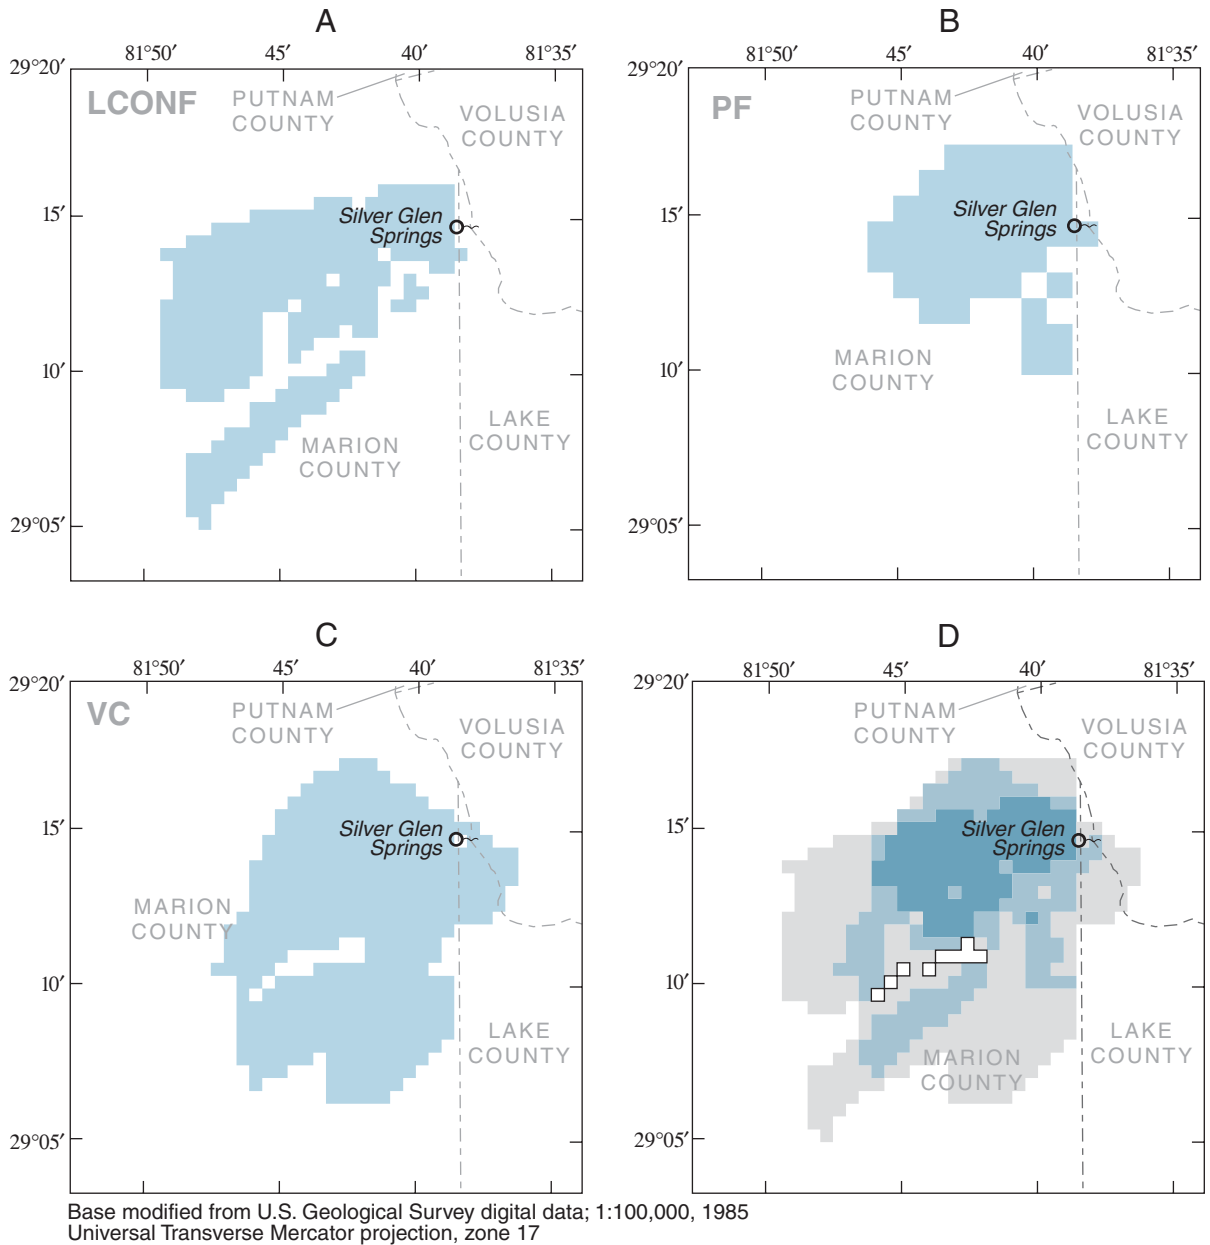 A
81°50′ 45′ 40′ 81°35′
29°20′
LCONF
PUTNAM
COUNTY
VOLUSIA
COUNTY
15′
Silver Glen
Springs
10′
MARION
COUNTY
LAKE
COUNTY
29°05′
B
81°50′ 45′ 40′ 81°35′
29°20′
PF
PUTNAM
COUNTY
VOLUSIA
COUNTY
15′
Silver Glen
Springs
10′
MARION
COUNTY
LAKE
COUNTY
29°05′
C
81°50′ 45′ 40′ 81°35′
29°20′
VC
PUTNAM
COUNTY
VOLUSIA
COUNTY
15′
Silver Glen
Springs
MARION
COUNTY
10′
LAKE
COUNTY
29°05′
D
81°50′ 45′ 40′ 81°35′
29°20′
PUTNAM
COUNTY
VOLUSIA
COUNTY
15′
Silver Glen
Springs
10′
MARION
COUNTY
LAKE
COUNTY
29°05′
Base modified from U.S. Geological Survey digital data; 1:100,000, 1985
Universal Transverse Mercator projection, zone 17